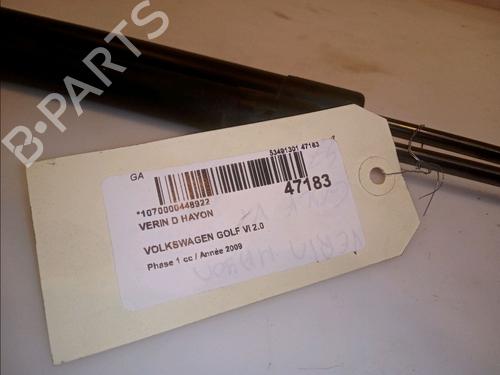 B-PARTS
GA
53491301 47183
*1070000448922
47183
VERIN D HAYON
VOLKSWAGEN GOLF VI 2.0
Phase 1 cc / Année 2009
VERIN HAYON